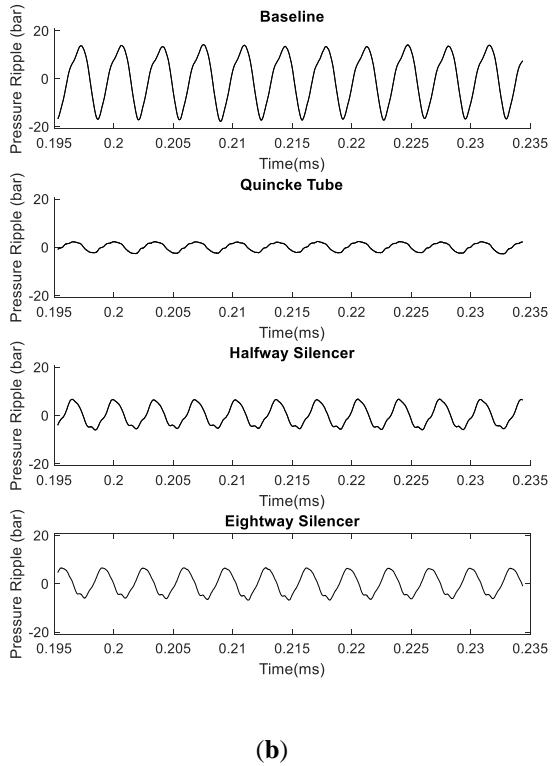 Baseline
Pressure Ripple (bar)
20
0
-20
0.195 0.2 0.205 0.21 0.215 0.22 0.225 0.23 0.235
Time(ms)
Quincke Tube
Pressure Ripple (bar)
20
0
-20
0.195 0.2 0.205 0.21 0.215 0.22 0.225 0.23 0.235
Time(ms)
Halfway Silencer
Pressure Ripple (bar)
20
0
-20
0.195 0.2 0.205 0.21 0.215 0.22 0.225 0.23 0.235
Time(ms)
Eightway Silencer
Pressure Ripple (bar)
20
0
-20
0.195 0.2 0.205 0.21 0.215 0.22 0.225 0.23 0.235
Time(ms)
(b)